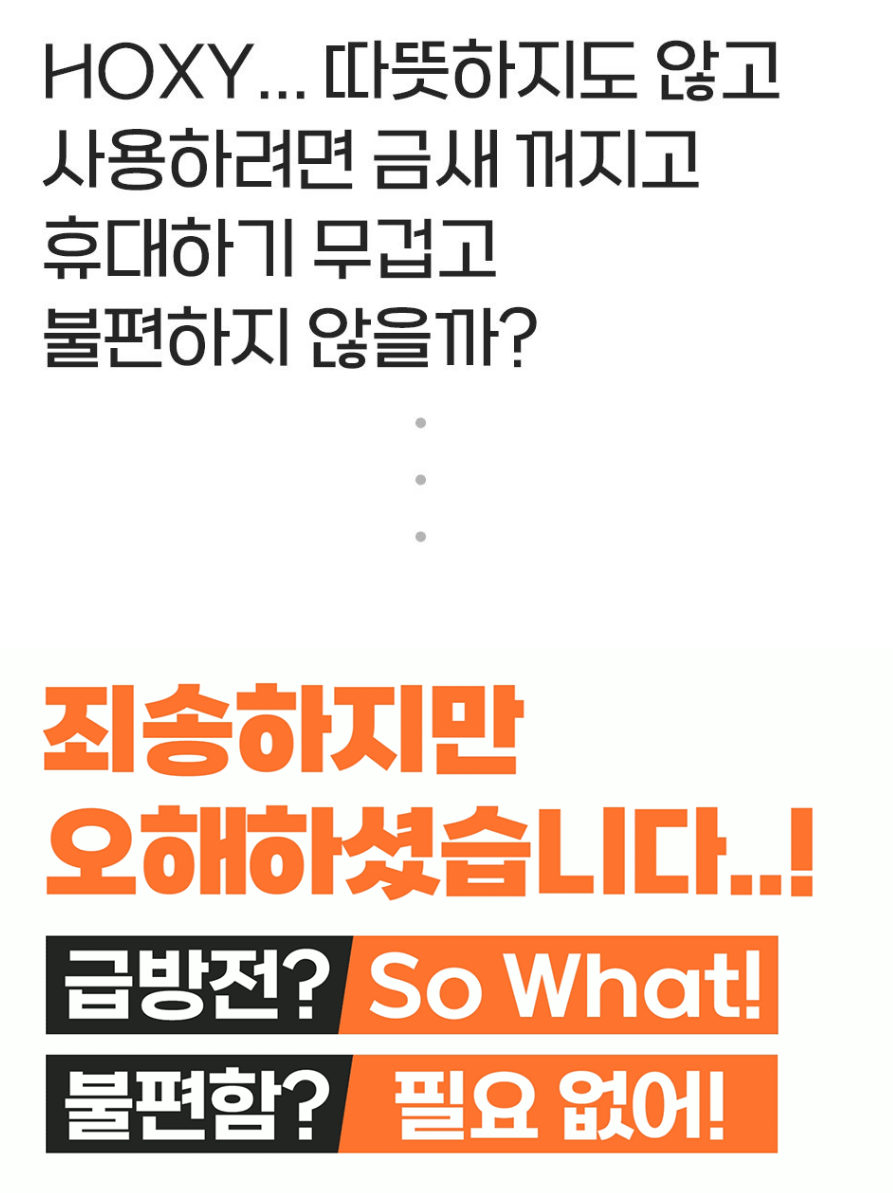 HOXY... 따뜻하지도 않고
사용하려면 금새 꺼지고
휴대하기 무겁고
불편하지 않을까?
죄송하지만
오해하셨습니다..!
급방전? So What!
불편함? 필요 없어!